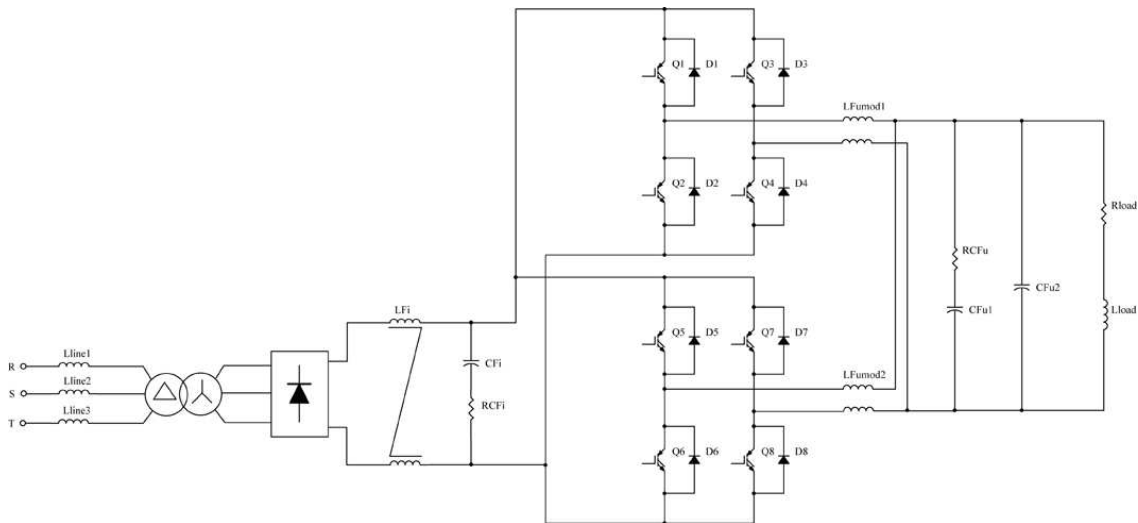 Q1 D1 Q3 D3
LFumod1
Q2 D2 Q4 D4
Rload
RCFu
CFu2
CFu1
Lload
LFi
Q5 D5 Q7 D7
R Lline1
CFi
S Lline2
LFumod2
RCFi
T Lline3
Q6 D6 Q8 D8